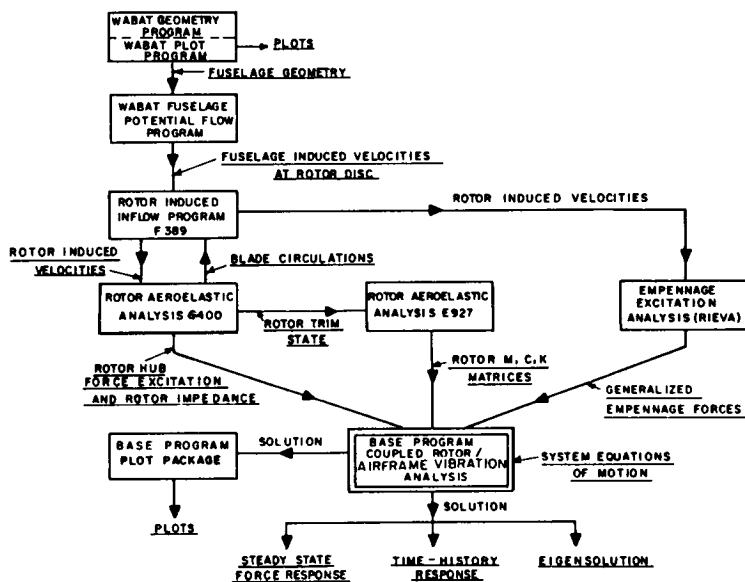 WABAT GEOMETRY
PROGRAM
WABAT PLOT
PROGRAM
PLOTS
FUSELAGE GEOMETRY
WABAT FUSELAGE
POTENTIAL FLOW
PROGRAM
FUSELAGE INDUCED VELOCITIES
AT ROTOR DISC
ROTOR INDUCED
INFLOW PROGRAM
F389
ROTOR INDUCED VELOCITIES
ROTOR INDUCED
VELOCITIES
BLADE CIRCULATIONS
ROTOR AEROELASTIC
ANALYSIS G400
ROTOR TRIM
STATE
ROTOR AEROELASTIC
ANALYSIS E927
EMPENNAGE
EXCITATION
ANALYSIS (RIEVA)
ROTOR HUB
FORCE EXCITATION
AND ROTOR IMPEDANCE
ROTOR M, C, K
MATRICES
GENERALIZED
EMPENNAGE FORCES
BASE PROGRAM
PLOT PACKAGE
SOLUTION
BASE PROGRAM
COUPLED ROTOR/
AIRFRAME VIBRATION
ANALYSIS
SYSTEM EQUATIONS
OF MOTION
SOLUTION
PLOTS
STEADY STATE
FORCE RESPONSE
TIME-HISTORY
RESPONSE
EIGENSOLUTION